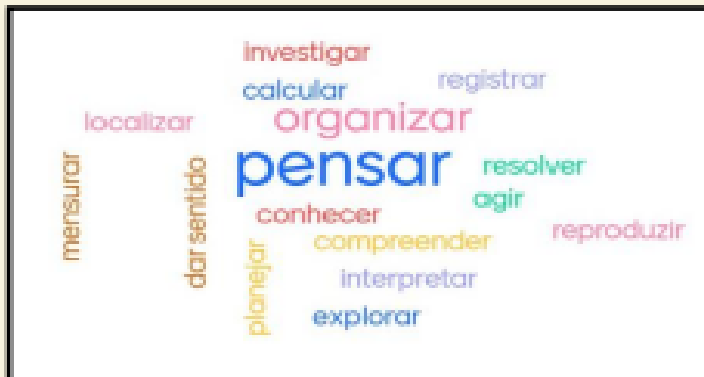 investigar
calcular
registrar
localizar
organizar
mensurar
dar sentido
pensar
resolver
agir
conhecer
reproduzir
compreender
planejar
interpretar
explorar